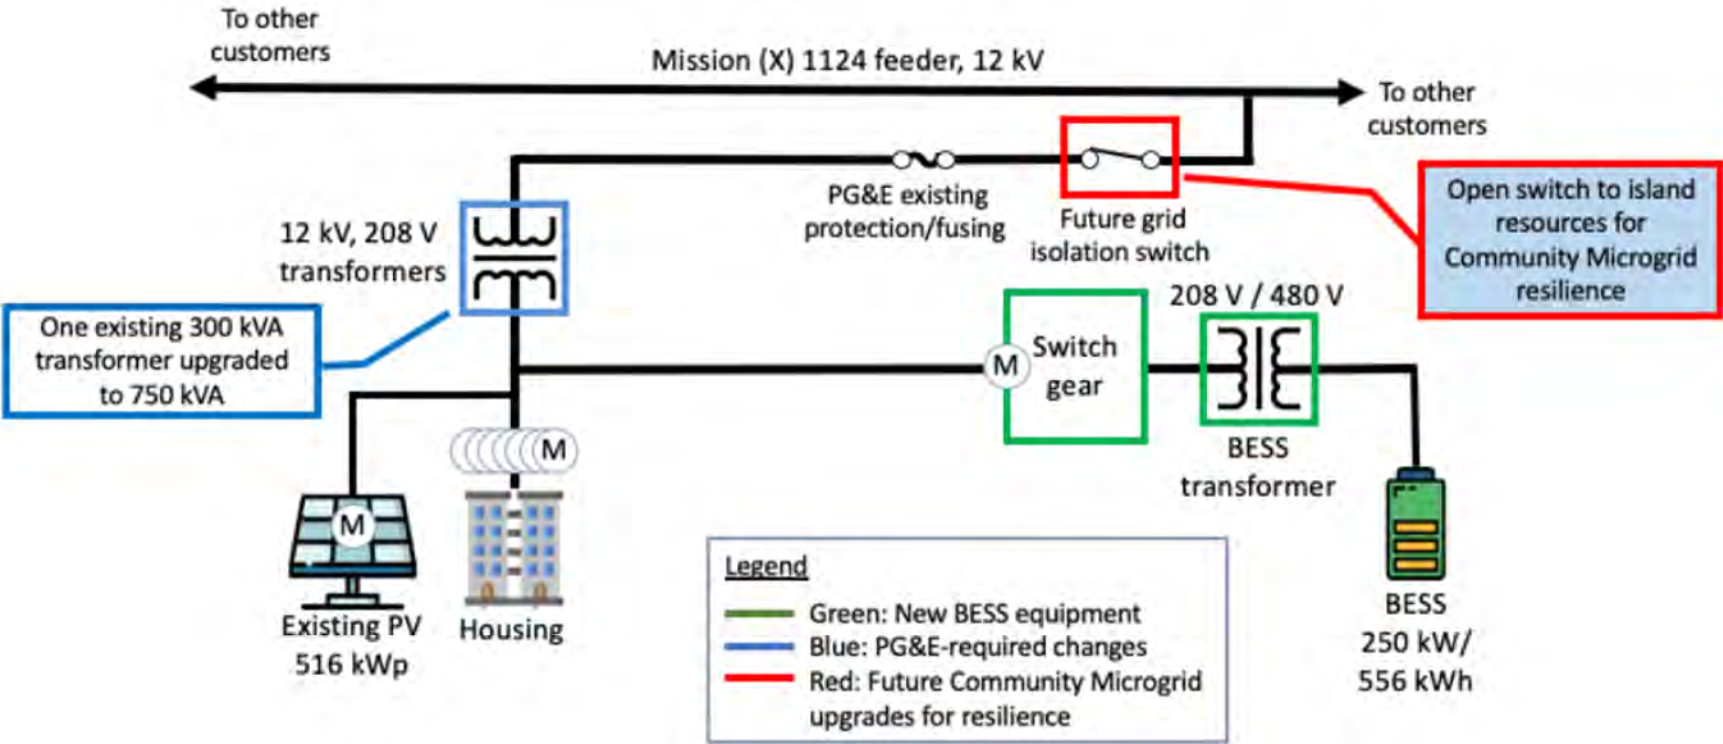 To other
customers
Mission (X) 1124 feeder, 12 kV
To other
customers
PG&E existing
protection/fusing
Future grid
isolation switch
Open switch to island
resources for
Community Microgrid
resilience
12 kV, 208 V
transformers
One existing 300 kVA
transformer upgraded
to 750 kVA
208 V / 480 V
M
Switch
gear
BESS
transformer
M
M
Existing PV
516 kWp
Housing
BESS
250 kW/
556 kWh
Legend
Green: New BESS equipment
Blue: PG&E-required changes
Red: Future Community Microgrid
upgrades for resilience